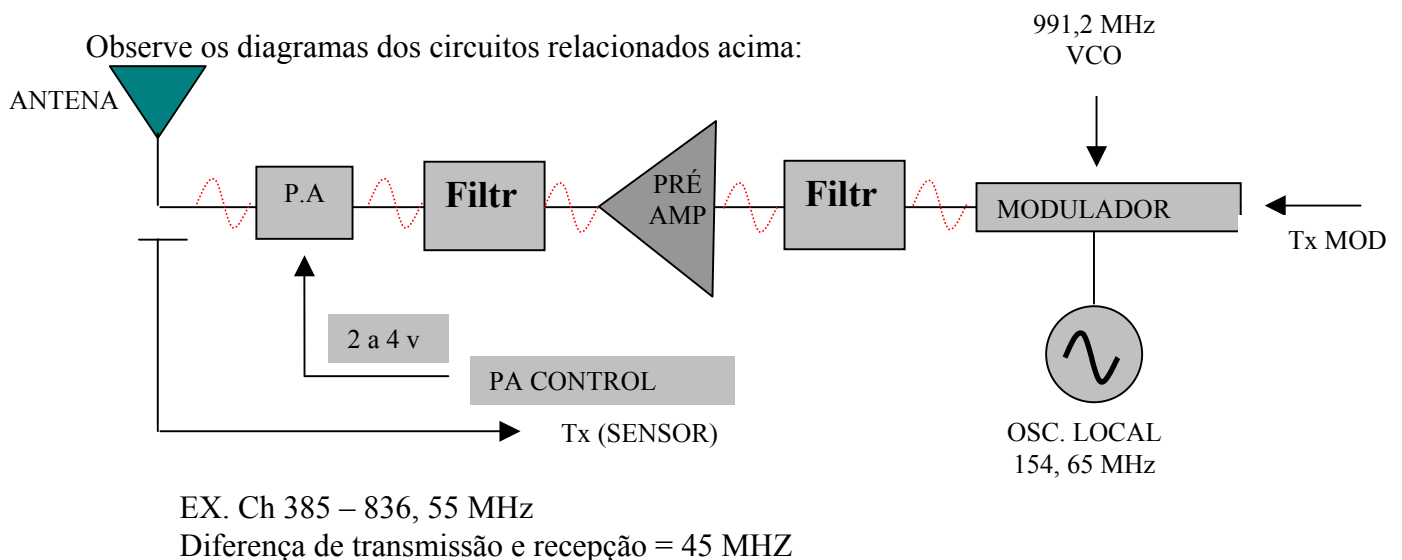 991,2 MHz
VCO
Observe os diagramas dos circuitos relacionados acima:
ANTENA
P.A
Filtr
PRÉ
AMP
Filtr
MODULADOR
Tx MOD
2 a 4 v
PA CONTROL
Tx (SENSOR)
OSC. LOCAL
154, 65 MHz
EX. Ch 385 – 836, 55 MHz
Diferença de transmissão e recepção = 45 MHZ